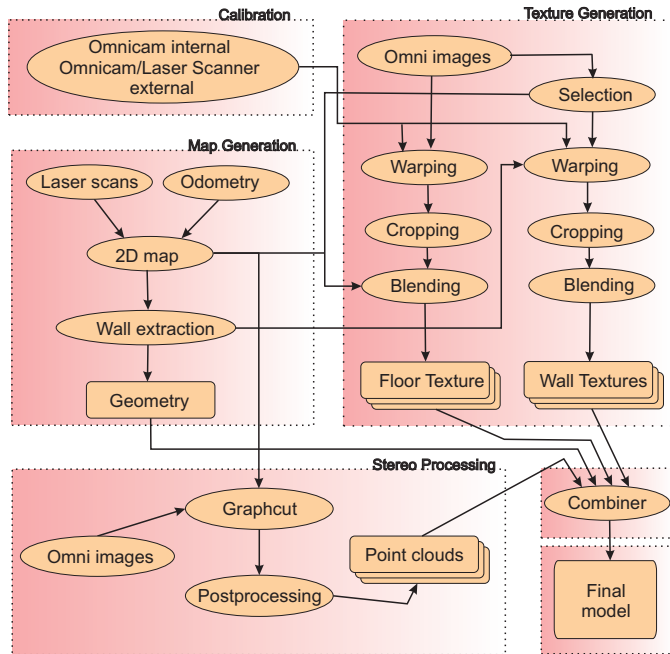 Calibration
Omnicam internal
Omnicam/Laser Scanner
external
Texture Generation
Omni images
Selection
Warping
Warping
Cropping
Cropping
Blending
Blending
Floor Texture
Wall Textures
Map Generation
Laser scans
Odometry
2D map
Wall extraction
Geometry
Stereo Processing
Graphcut
Omni images
Postprocessing
Point clouds
Combiner
Final
model